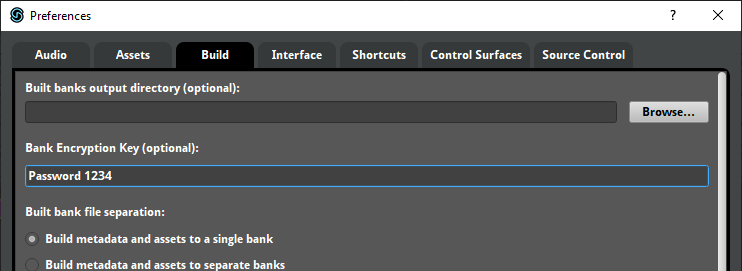 Preferences
Audio Assets Build Interface Shortcuts Control Surfaces Source Control
Built banks output directory (optional):
Browse...
Bank Encryption Key (optional):
Password 1234
Built bank file separation:
Build metadata and assets to a single bank
Build metadata and assets to separate banks